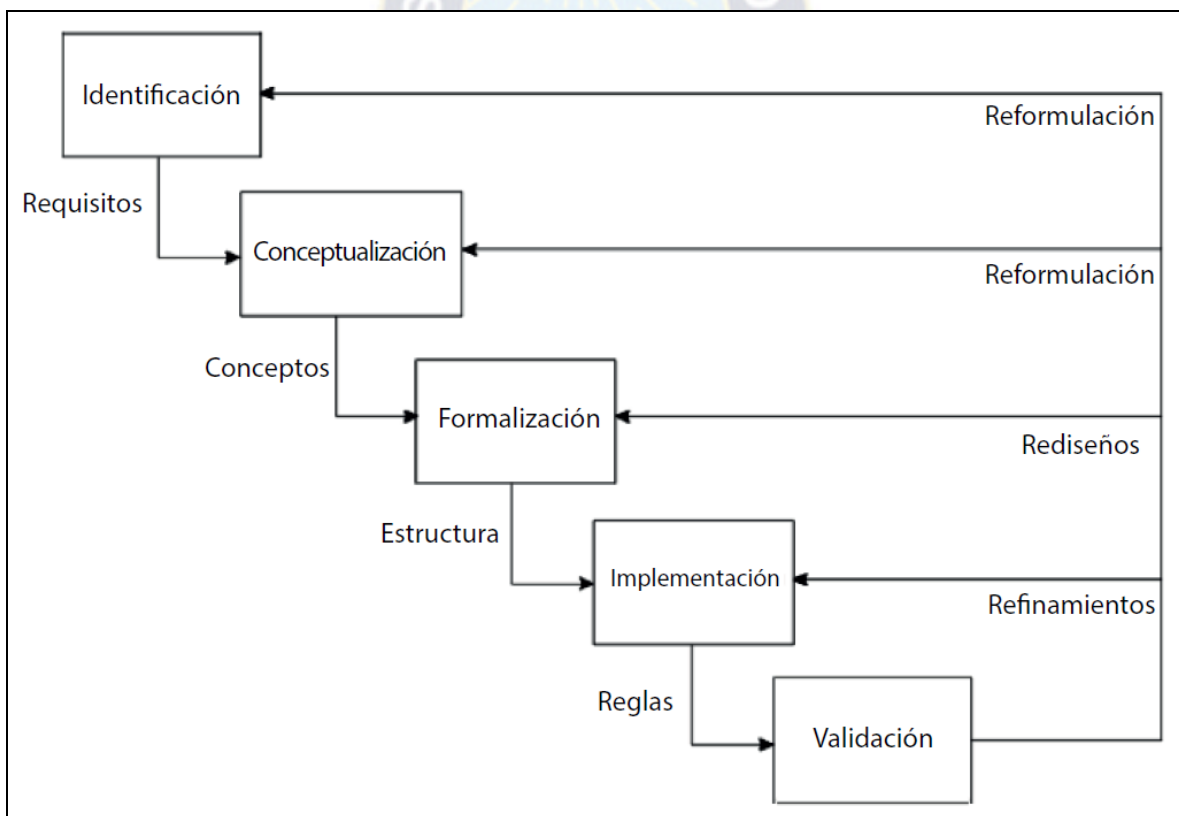 Identificación
Reformulación
Requisitos
Conceptualización
Reformulación
Conceptos
Formalización
Rediseños
Estructura
Implementación
Refinamientos
Reglas
Validación